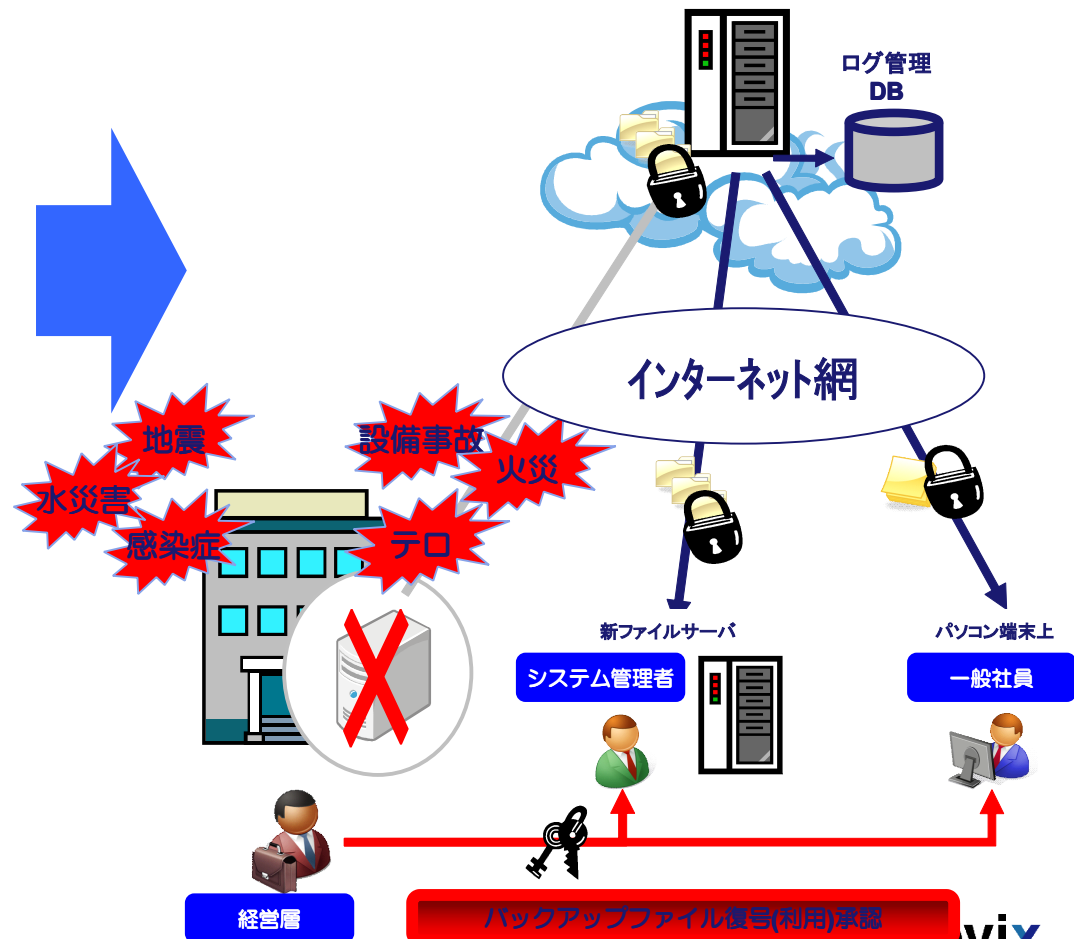 ログ管理
DB
インターネット網
地震
設備事故
火災
水災害
感染症
テロ
新ファイルサーバ
パソコン端末上
システム管理者
一般社員
経営層
バックアップファイル復号(利用)承認